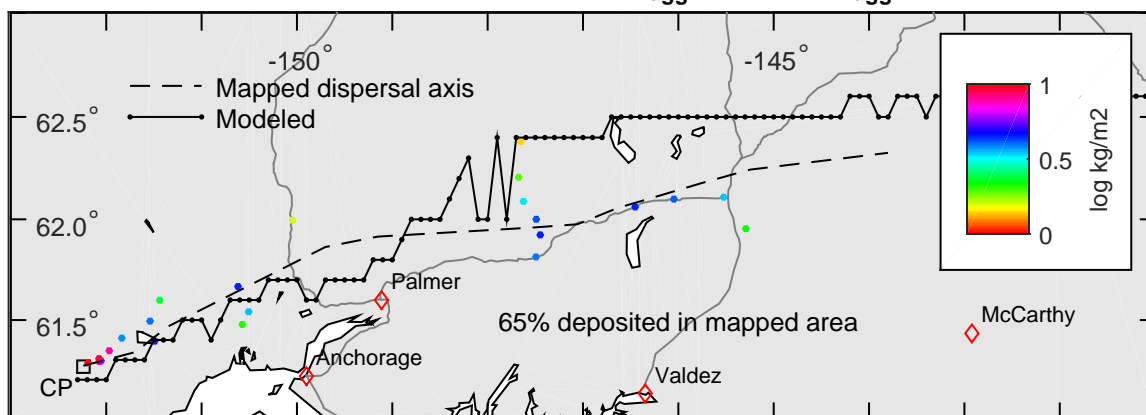 -150° -145°
Mapped dispersal axis
Modeled
62.5°
62.0°
61.5°
1
0.5
0
log kg/m2
Palmer
65% deposited in mapped area
McCarthy
Anchorage
Valdez
CP